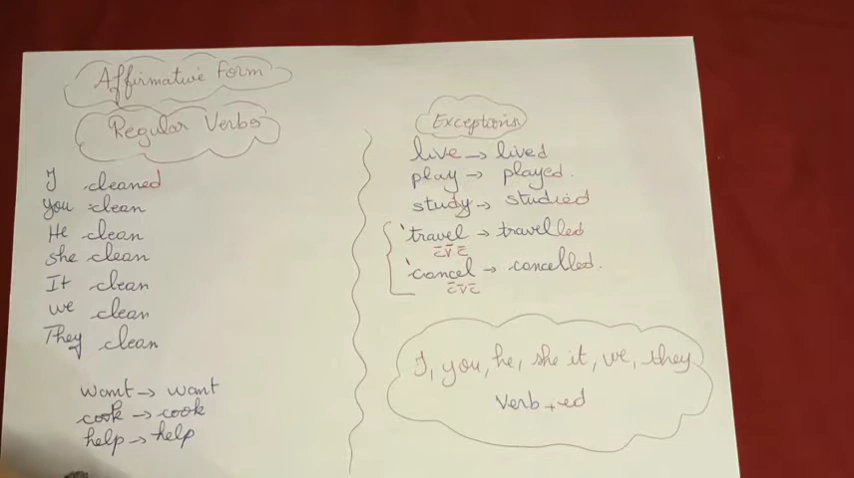 Affirmative Form
Regular Verbs
I cleaned
you clean
He clean
she clean
It clean
we clean
They clean
want → want
cook → cook
help → help
Exceptions
live → lived
play → played.
study → studied
'travel → travelled
c v c
'cancel → cancelled.
c v c
I, you, he, she it, we, they
Verb + ed